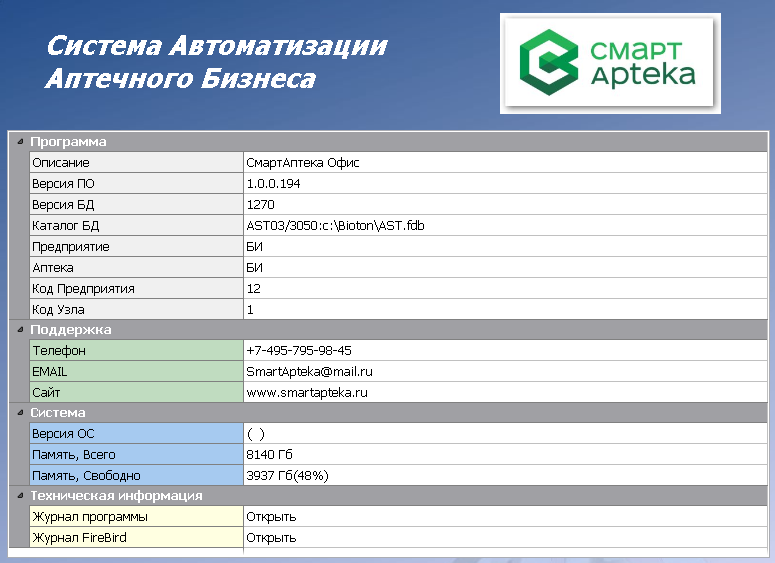 Система Автоматизации
Аптечного Бизнеса
СМАРТ
Apteka
Программа
Описание СмартАптека Офис
Версия ПО 1.0.0.194
Версия БД 1270
Каталог БД AST03/3050:c:\Bioton\AST.fdb
Предприятие БИ
Аптека БИ
Код Предприятия 12
Код Узла 1
Поддержка
Телефон +7-495-795-98-45
EMAIL SmartApteka@mail.ru
Сайт www.smartapteka.ru
Система
Версия ОС ( )
Память, Всего 8140 Гб
Память, Свободно 3937 Гб(48%)
Техническая информация
Журнал программы Открыть
Журнал FireBird Открыть